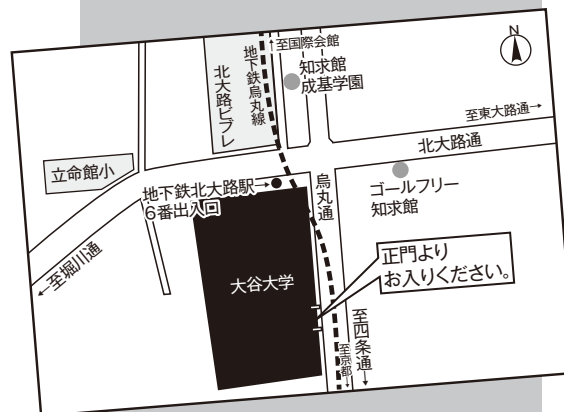 N
↑至国際会館
地下鉄烏丸線
北大路ビブレ
知求館
成基学園
至東大路通→
北大路通
立命館小
地下鉄北大路駅→
6番出入口
烏丸通
ゴールフリー
知求館
←至堀川通
大谷大学
正門より
お入りください。
至京都→
至四条通→